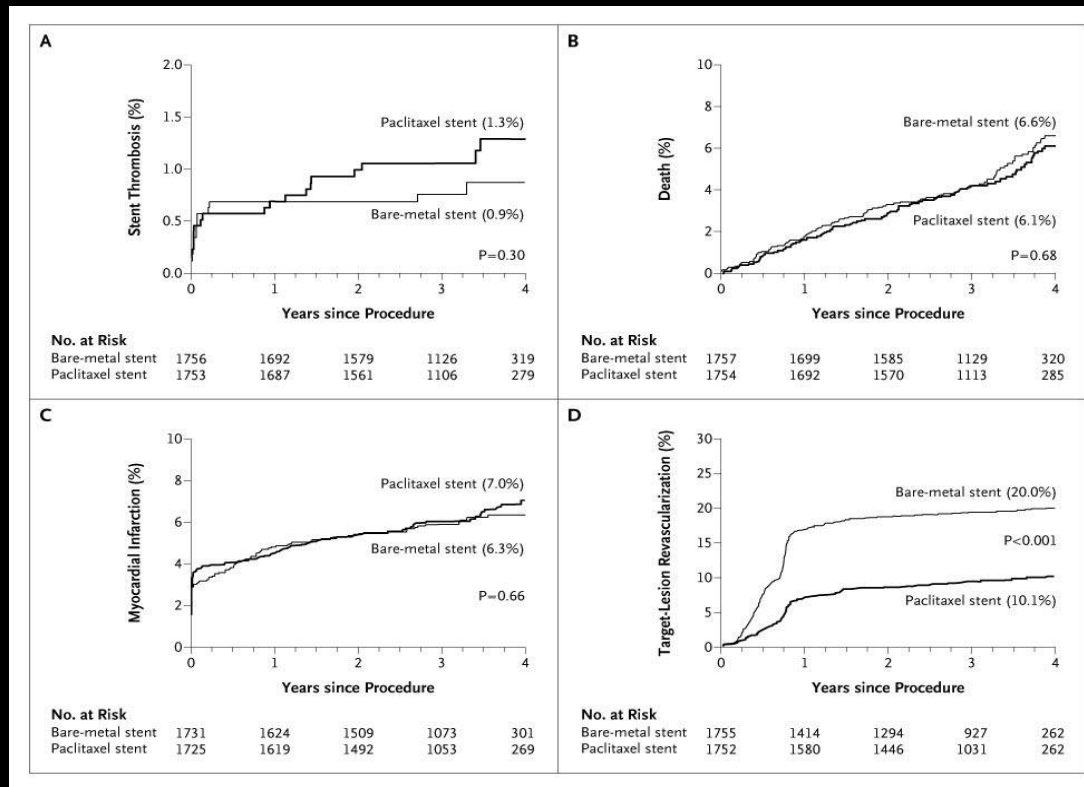 A
Stent Thrombosis (%)
2.0
1.5
1.0
0.5
0.0
Paclitaxel stent (1.3%)
Bare-metal stent (0.9%)
P=0.30
0 1 2 3 4
Years since Procedure
No. at Risk
Bare-metal stent 1756 1692 1579 1126 319
Paclitaxel stent 1753 1687 1561 1106 279
B
Death (%)
10
8
6
4
2
0
Bare-metal stent (6.6%)
Paclitaxel stent (6.1%)
P=0.68
0 1 2 3 4
Years since Procedure
No. at Risk
Bare-metal stent 1757 1699 1585 1129 320
Paclitaxel stent 1754 1692 1570 1113 285
C
Myocardial Infarction (%)
10
8
6
4
2
0
Paclitaxel stent (7.0%)
Bare-metal stent (6.3%)
P=0.66
0 1 2 3 4
Years since Procedure
No. at Risk
Bare-metal stent 1731 1624 1509 1073 301
Paclitaxel stent 1725 1619 1492 1053 269
D
Target-Lesion Revascularization (%)
30
25
20
15
10
5
0
Bare-metal stent (20.0%)
P<0.001
Paclitaxel stent (10.1%)
0 1 2 3 4
Years since Procedure
No. at Risk
Bare-metal stent 1755 1414 1294 927 262
Paclitaxel stent 1752 1580 1446 1031 262